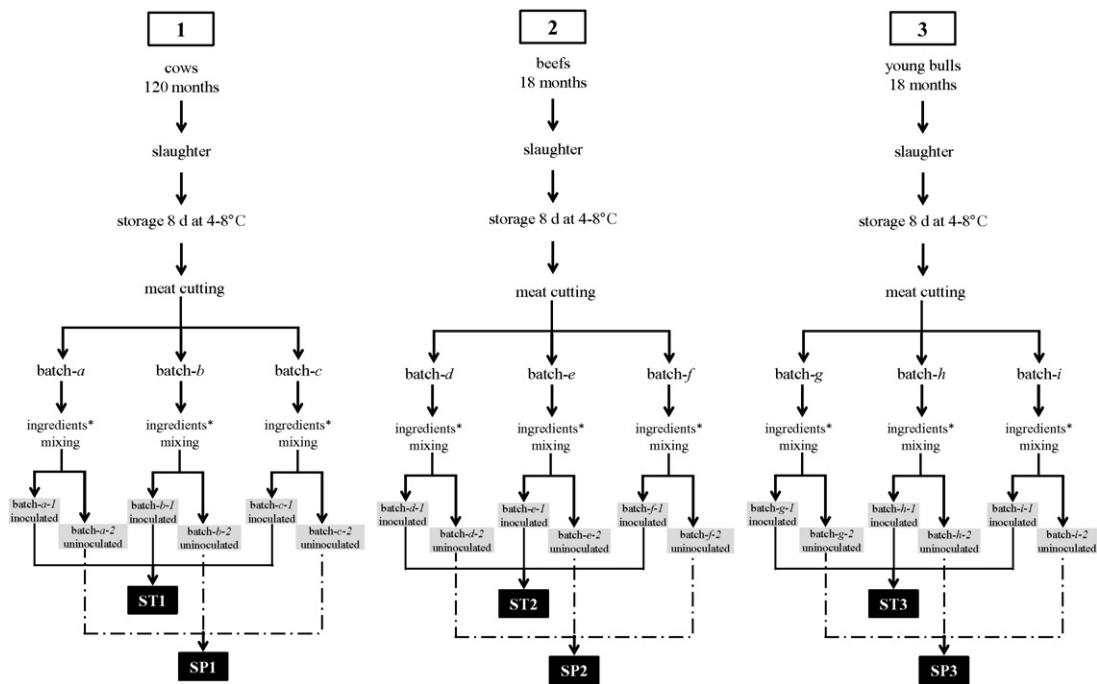 1
cows
120 months
slaughter
storage 8 d at 4-8°C
meat cutting
batch-a
batch-b
batch-c
ingredients*
mixing
ingredients*
mixing
ingredients*
mixing
batch-a-1
inoculated
batch-a-2
uninoculated
batch-b-1
inoculated
batch-b-2
uninoculated
batch-c-1
inoculated
batch-c-2
uninoculated
ST1
SP1
2
beefs
18 months
slaughter
storage 8 d at 4-8°C
meat cutting
batch-d
batch-e
batch-f
ingredients*
mixing
ingredients*
mixing
ingredients*
mixing
batch-d-1
inoculated
batch-d-2
uninoculated
batch-e-1
inoculated
batch-e-2
uninoculated
batch-f-1
inoculated
batch-f-2
uninoculated
ST2
SP2
3
young bulls
18 months
slaughter
storage 8 d at 4-8°C
meat cutting
batch-g
batch-h
batch-i
ingredients*
mixing
ingredients*
mixing
ingredients*
mixing
batch-g-1
inoculated
batch-g-2
uninoculated
batch-h-1
inoculated
batch-h-2
uninoculated
batch-i-1
inoculated
batch-i-2
uninoculated
ST3
SP3